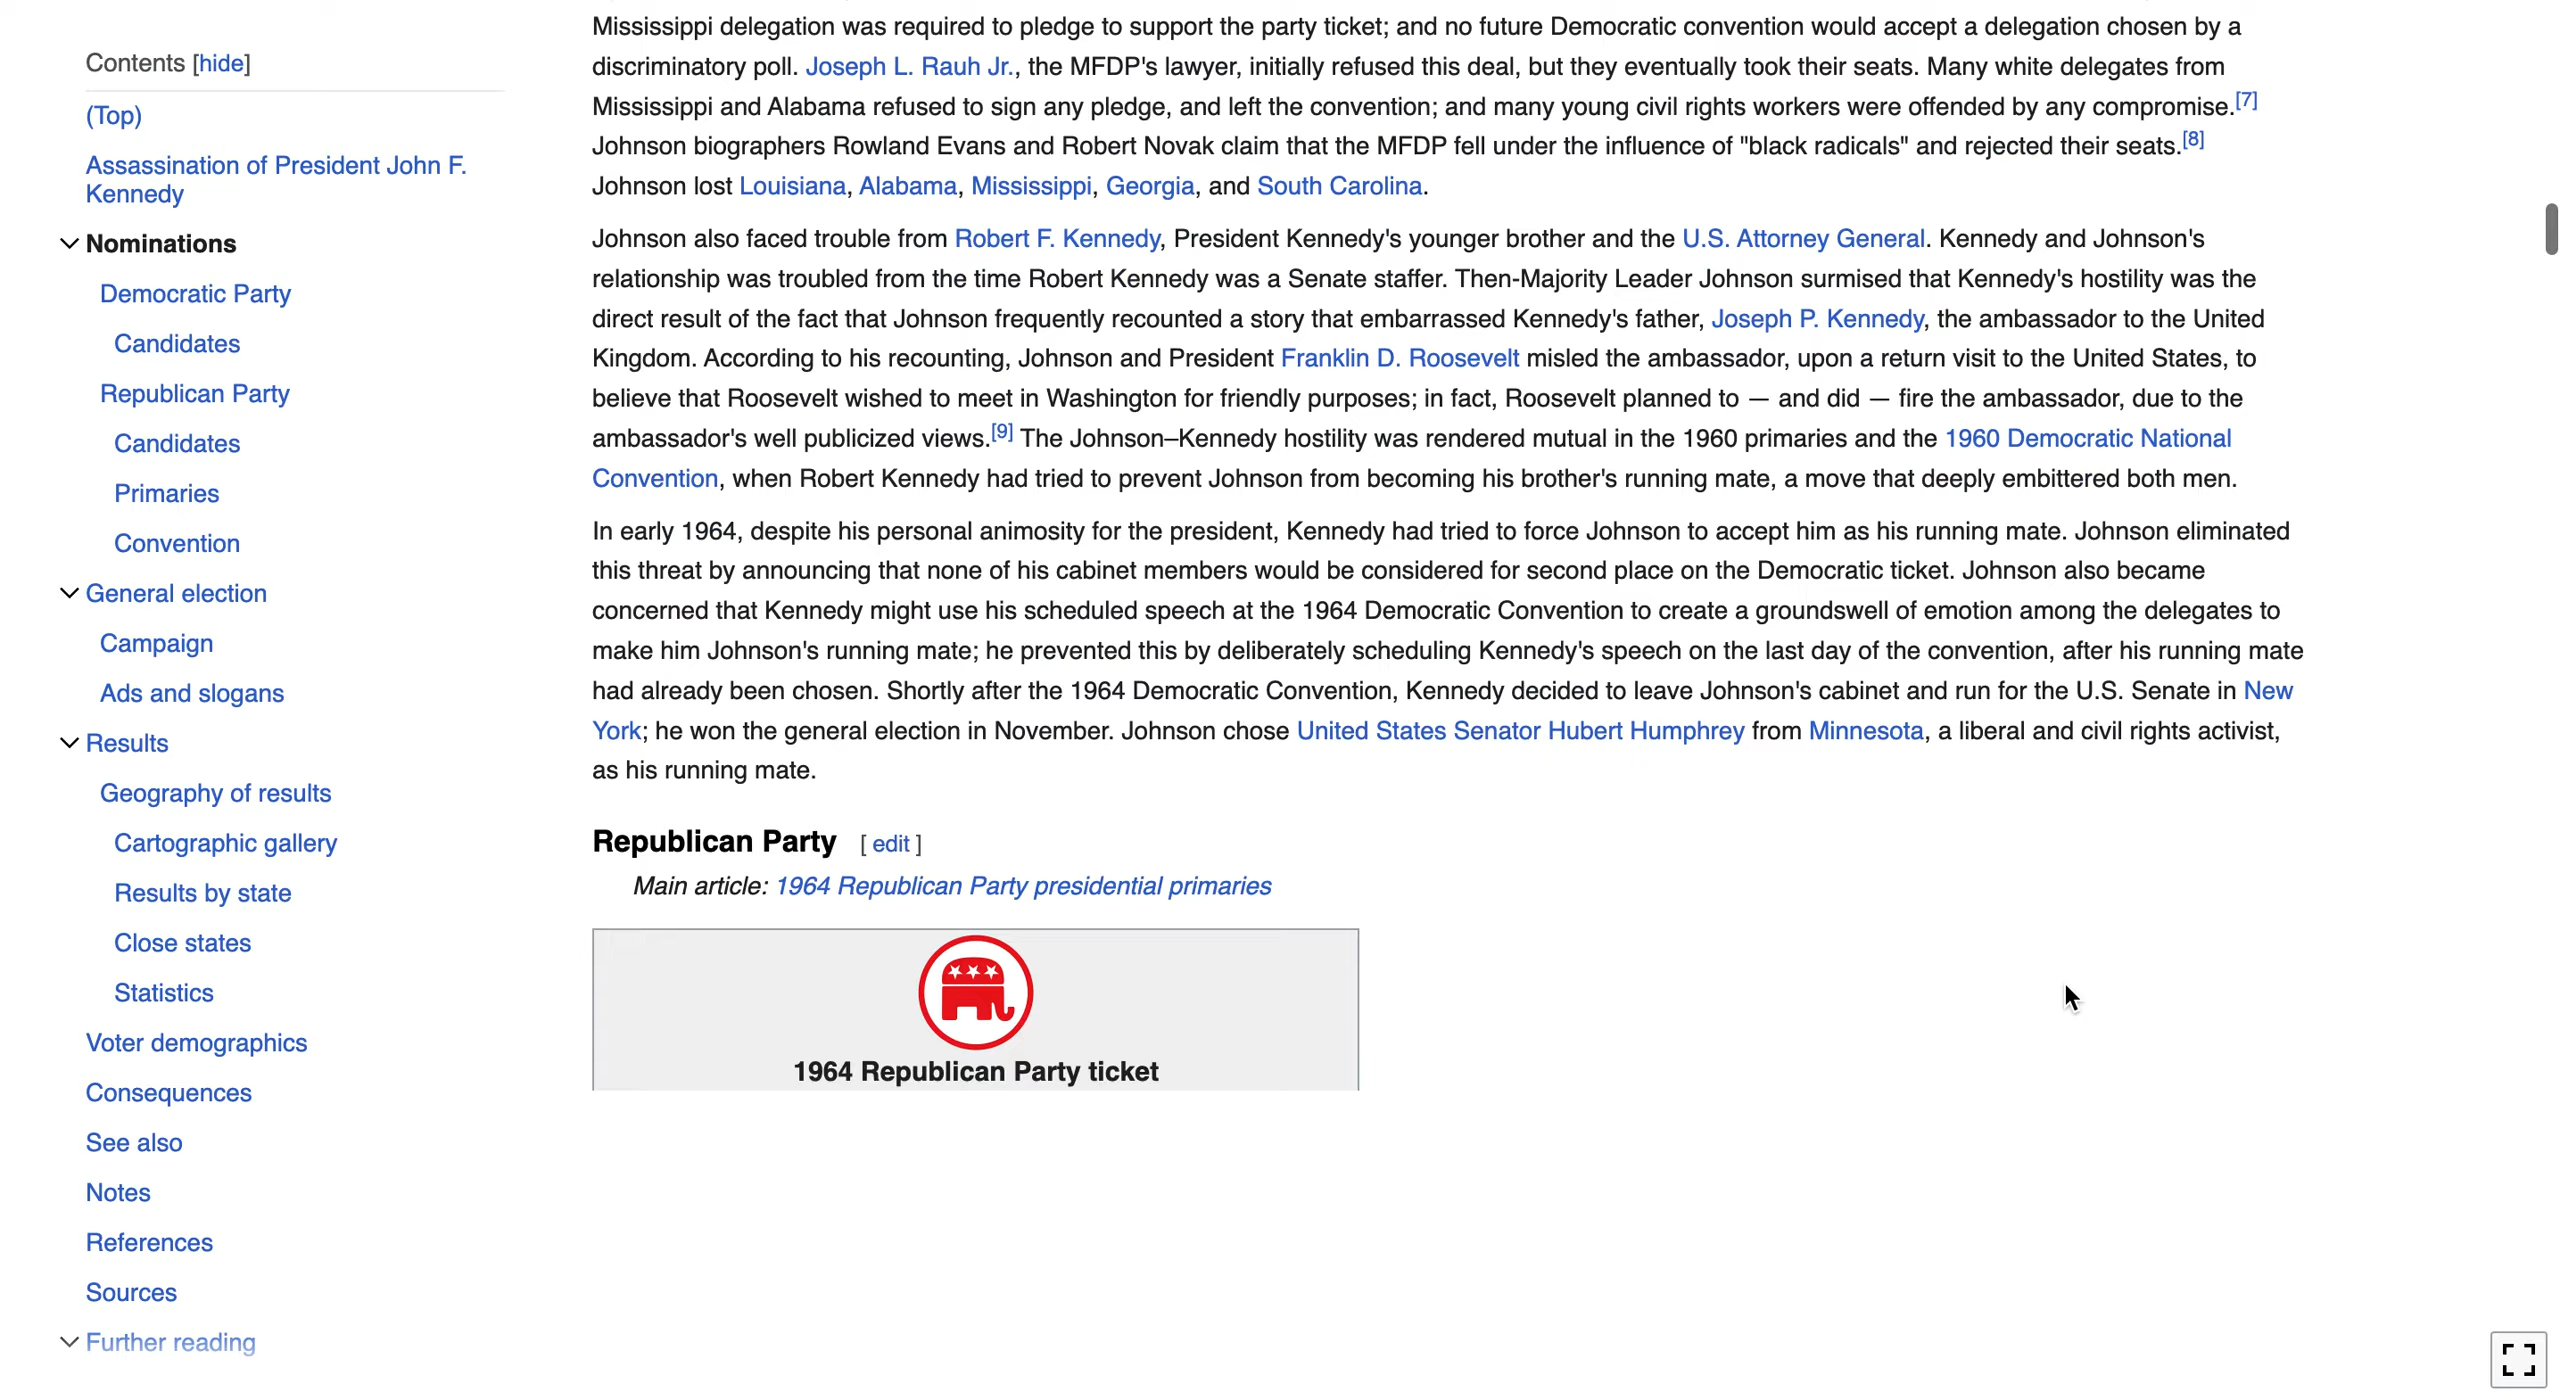 Contents [hide]
(Top)
Assassination of President John F.
Kennedy
Nominations
Democratic Party
Candidates
Republican Party
Candidates
Primaries
Convention
General election
Campaign
Ads and slogans
Results
Geography of results
Cartographic gallery
Results by state
Close states
Statistics
Voter demographics
Consequences
See also
Notes
References
Sources
Further reading
Mississippi delegation was required to pledge to support the party ticket; and no future Democratic convention would accept a delegation chosen by a
discriminatory poll. Joseph L. Rauh Jr., the MFDP's lawyer, initially refused this deal, but they eventually took their seats. Many white delegates from
Mississippi and Alabama refused to sign any pledge, and left the convention; and many young civil rights workers were offended by any compromise.[7]
Johnson biographers Rowland Evans and Robert Novak claim that the MFDP fell under the influence of "black radicals" and rejected their seats.[8]
Johnson lost Louisiana, Alabama, Mississippi, Georgia, and South Carolina.
Johnson also faced trouble from Robert F. Kennedy, President Kennedy's younger brother and the U.S. Attorney General. Kennedy and Johnson's
relationship was troubled from the time Robert Kennedy was a Senate staffer. Then-Majority Leader Johnson surmised that Kennedy's hostility was the
direct result of the fact that Johnson frequently recounted a story that embarrassed Kennedy's father, Joseph P. Kennedy, the ambassador to the United
Kingdom. According to his recounting, Johnson and President Franklin D. Roosevelt misled the ambassador, upon a return visit to the United States, to
believe that Roosevelt wished to meet in Washington for friendly purposes; in fact, Roosevelt planned to — and did — fire the ambassador, due to the
ambassador's well publicized views.[9] The Johnson–Kennedy hostility was rendered mutual in the 1960 primaries and the 1960 Democratic National
Convention, when Robert Kennedy had tried to prevent Johnson from becoming his brother's running mate, a move that deeply embittered both men.
In early 1964, despite his personal animosity for the president, Kennedy had tried to force Johnson to accept him as his running mate. Johnson eliminated
this threat by announcing that none of his cabinet members would be considered for second place on the Democratic ticket. Johnson also became
concerned that Kennedy might use his scheduled speech at the 1964 Democratic Convention to create a groundswell of emotion among the delegates to
make him Johnson's running mate; he prevented this by deliberately scheduling Kennedy's speech on the last day of the convention, after his running mate
had already been chosen. Shortly after the 1964 Democratic Convention, Kennedy decided to leave Johnson's cabinet and run for the U.S. Senate in New
York; he won the general election in November. Johnson chose United States Senator Hubert Humphrey from Minnesota, a liberal and civil rights activist,
as his running mate.
Republican Party [ edit ]
Main article: 1964 Republican Party presidential primaries
1964 Republican Party ticket